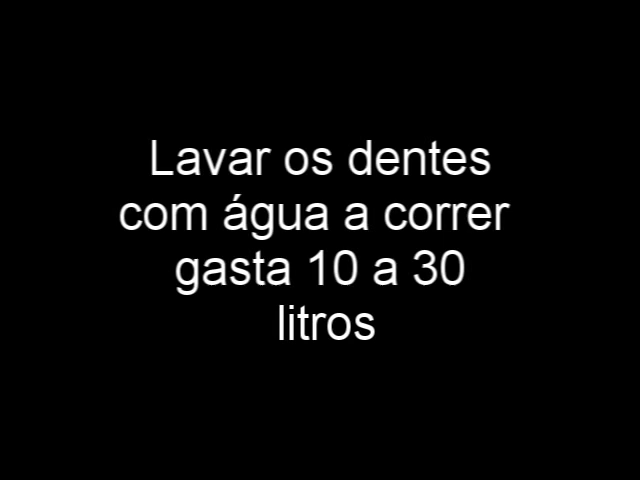 Lavar os dentes
com água a correr
gasta 10 a 30
litros